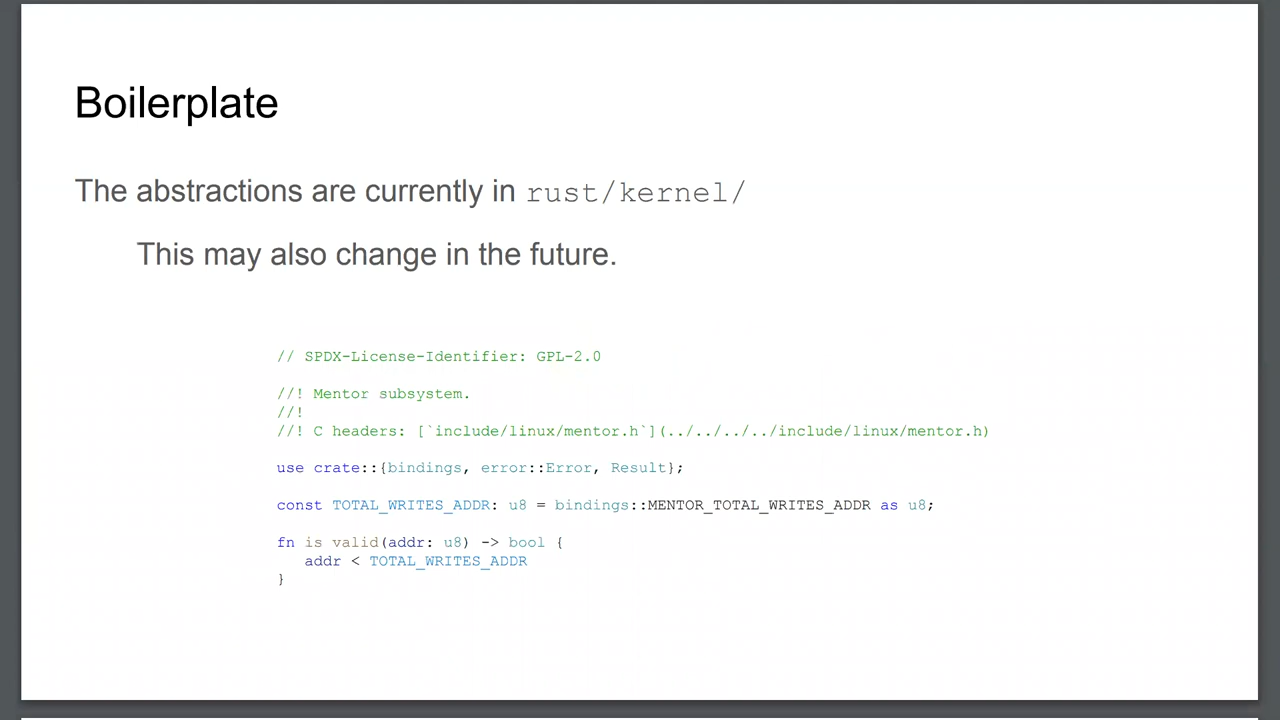 Boilerplate
The abstractions are currently in rust/kernel/
This may also change in the future.
// SPDX-License-Identifier: GPL-2.0
//! Mentor subsystem.
//!
//! C headers: [`include/linux/mentor.h`](../../../../include/linux/mentor.h)
use crate::{bindings, error::Error, Result};
const TOTAL_WRITES_ADDR: u8 = bindings::MENTOR_TOTAL_WRITES_ADDR as u8;
fn is_valid(addr: u8) -> bool {
addr < TOTAL_WRITES_ADDR
}